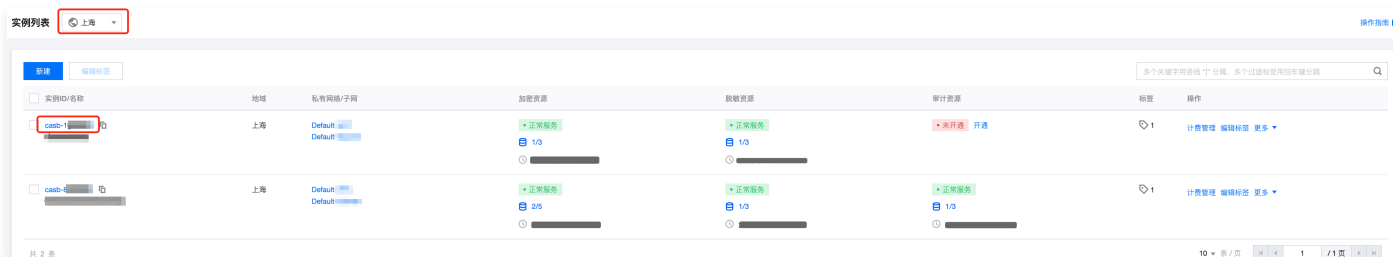 实例列表 上海 操作指南
新建 编辑标签 多个关键字用竖线 "|" 分隔，多个过滤标签用回车键分隔
实例ID/名称 地域 私有网络/子网 加密资源 脱敏资源 审计资源 标签 操作
casb-1 上海 Default 正常服务 正常服务 未开通 开通 1 计费管理 编辑标签 更多
Default 1/3 1/3
casb- 上海 Default 正常服务 正常服务 正常服务 1 计费管理 编辑标签 更多
Default 2/5 1/3 1/3
共 2 条 10 条/页 1 /1页